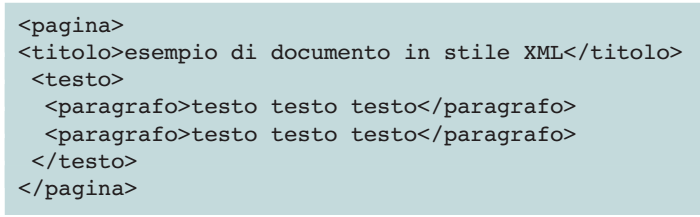 <pagina>
<titolo>esempio di documento in stile XML</titolo>
<testo>
<paragrafo>testo testo testo</paragrafo>
<paragrafo>testo testo testo</paragrafo>
</testo>
</pagina>